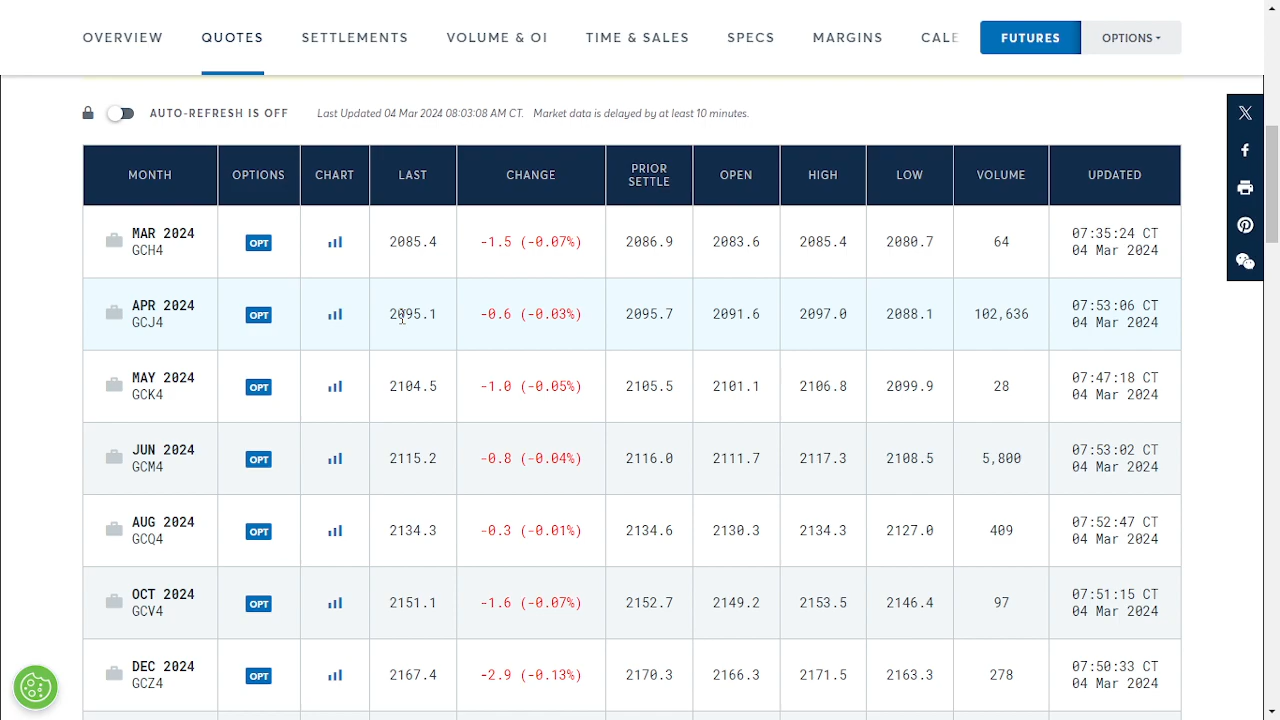 OVERVIEW QUOTES SETTLEMENTS VOLUME & OI TIME & SALES SPECS MARGINS CALE FUTURES OPTIONS
AUTO-REFRESH IS OFF Last Updated 04 Mar 2024 08:03:08 AM CT. Market data is delayed by at least 10 minutes.
MONTH OPTIONS CHART LAST CHANGE PRIOR SETTLE OPEN HIGH LOW VOLUME UPDATED
MAR 2024 GCH4 OPT 2085.4 -1.5 (-0.07%) 2086.9 2083.6 2085.4 2080.7 64 07:35:24 CT 04 Mar 2024
APR 2024 GCJ4 OPT 2095.1 -0.6 (-0.03%) 2095.7 2091.6 2097.0 2088.1 102,636 07:53:06 CT 04 Mar 2024
MAY 2024 GCK4 OPT 2104.5 -1.0 (-0.05%) 2105.5 2101.1 2106.8 2099.9 28 07:47:18 CT 04 Mar 2024
JUN 2024 GCM4 OPT 2115.2 -0.8 (-0.04%) 2116.0 2111.7 2117.3 2108.5 5,800 07:53:02 CT 04 Mar 2024
AUG 2024 GCQ4 OPT 2134.3 -0.3 (-0.01%) 2134.6 2130.3 2134.3 2127.0 409 07:52:47 CT 04 Mar 2024
OCT 2024 GCV4 OPT 2151.1 -1.6 (-0.07%) 2152.7 2149.2 2153.5 2146.4 97 07:51:15 CT 04 Mar 2024
DEC 2024 GCZ4 OPT 2167.4 -2.9 (-0.13%) 2170.3 2166.3 2171.5 2163.3 278 07:50:33 CT 04 Mar 2024